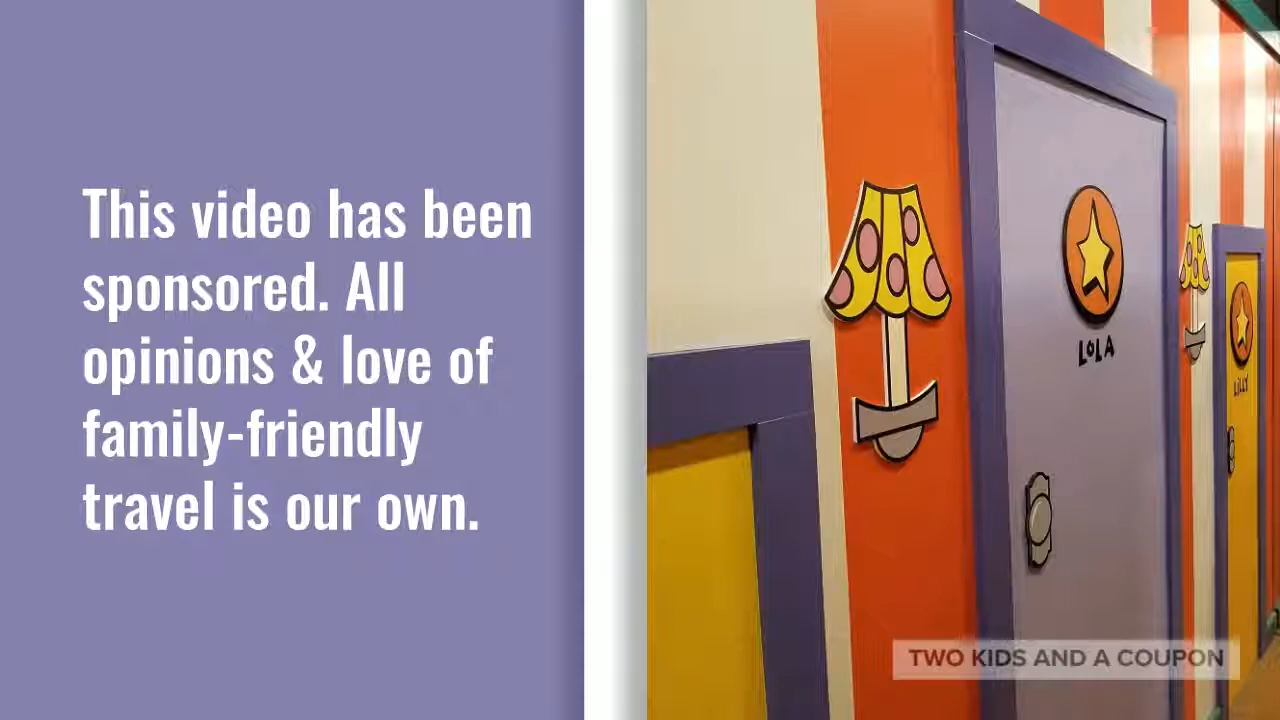 This video has been
sponsored. All
opinions & love of
family-friendly
travel is our own.
LOLA
LILLY
TWO KIDS AND A COUPON